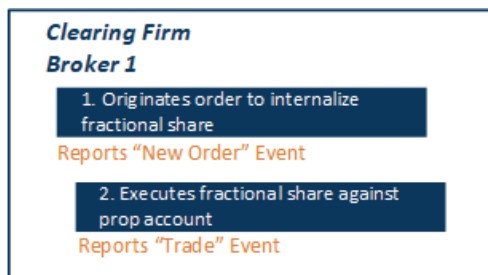 Clearing Firm
Broker 1
1. Originates order to internalize
fractional share
Reports “New Order” Event
2. Executes fractional share against
prop account
Reports “Trade” Event